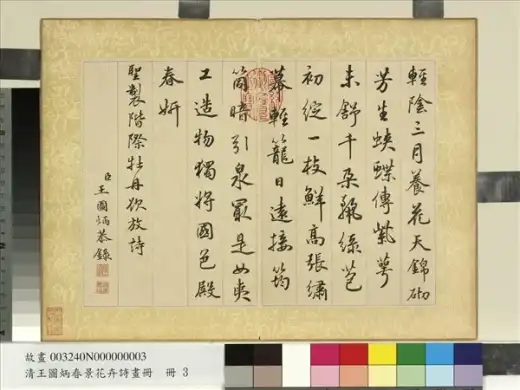 輕陰三月養花天錦砌
芳生蛺蝶傳紫萼
未舒千朵綠苞
初綻一枝鮮高張繡
幕輕籠日遠接筠
筒暗引泉最是女夷
工造物獨將國色殿
春妍
聖製階際牡丹欲放詩
臣王圖炳恭錄
故畫 003240N000000003
清王圖炳春景花卉詩畫冊 冊 3